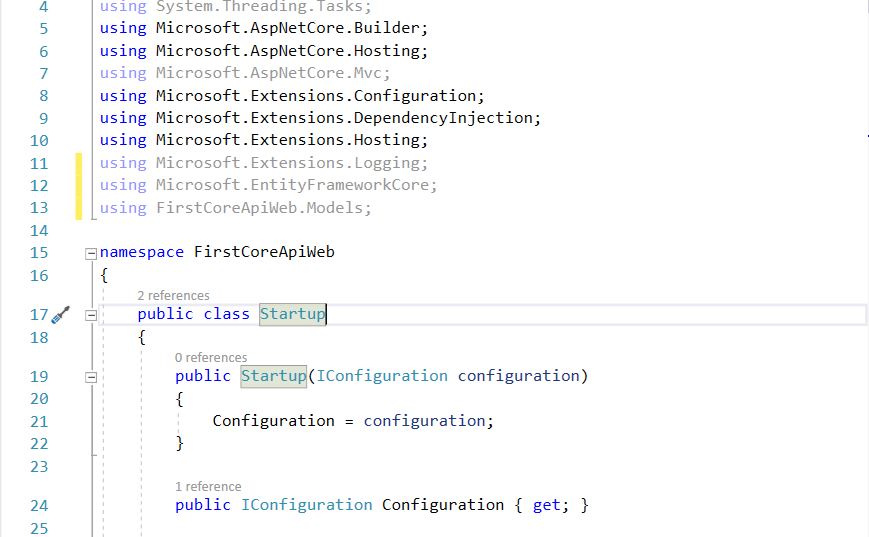 4 using System.Threading.Tasks;
5 using Microsoft.AspNetCore.Builder;
6 using Microsoft.AspNetCore.Hosting;
7 using Microsoft.AspNetCore.Mvc;
8 using Microsoft.Extensions.Configuration;
9 using Microsoft.Extensions.DependencyInjection;
10 using Microsoft.Extensions.Hosting;
11 using Microsoft.Extensions.Logging;
12 using Microsoft.EntityFrameworkCore;
13 using FirstCoreApiWeb.Models;
14
15 namespace FirstCoreApiWeb
16 {
2 references
17 public class Startup
18 {
0 references
19 public Startup(IConfiguration configuration)
20 {
21 Configuration = configuration;
22 }
23
1 reference
24 public IConfiguration Configuration { get; }
25